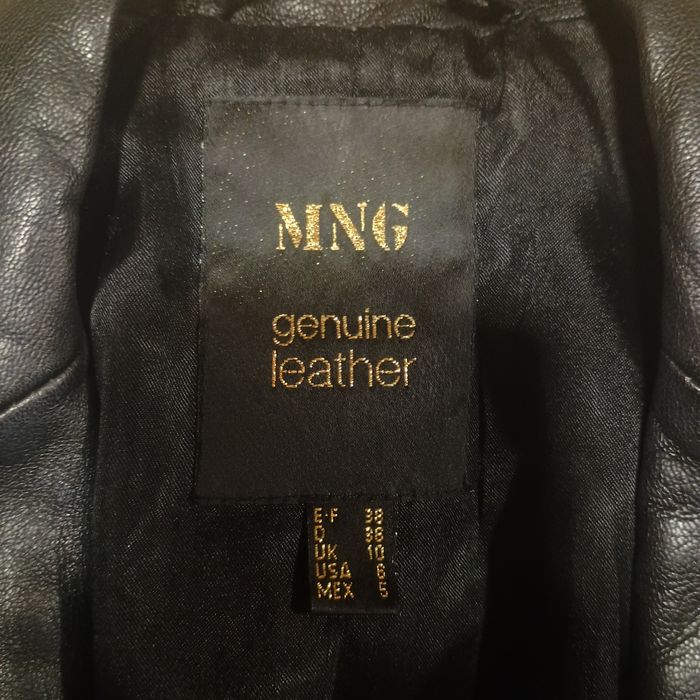 MNG
genuine
leather
E·F 38
D 36
UK 10
USA 6
MEX 5